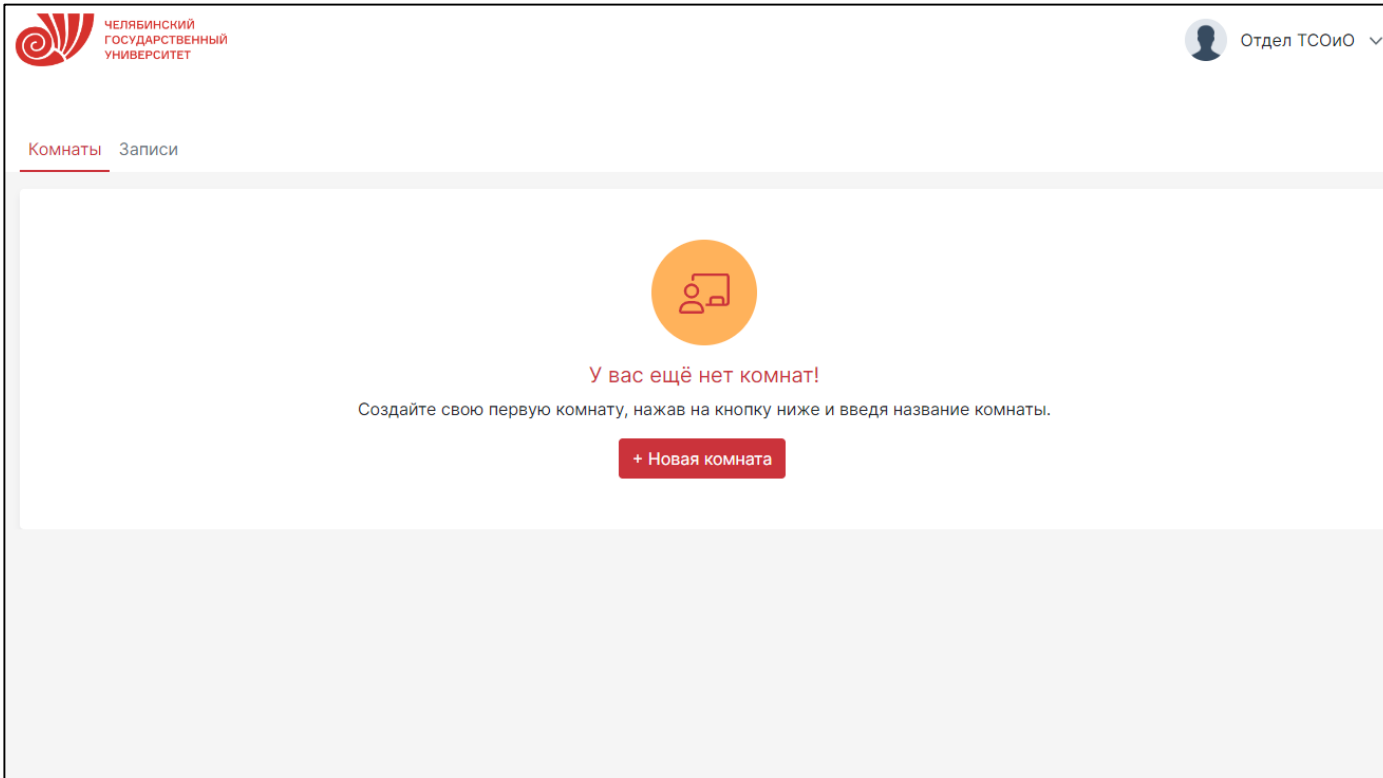 ЧЕЛЯБИНСКИЙ
ГОСУДАРСТВЕННЫЙ
УНИВЕРСИТЕТ
Отдел ТСОиО
Комнаты Записи
У вас ещё нет комнат!
Создайте свою первую комнату, нажав на кнопку ниже и введя название комнаты.
+ Новая комната